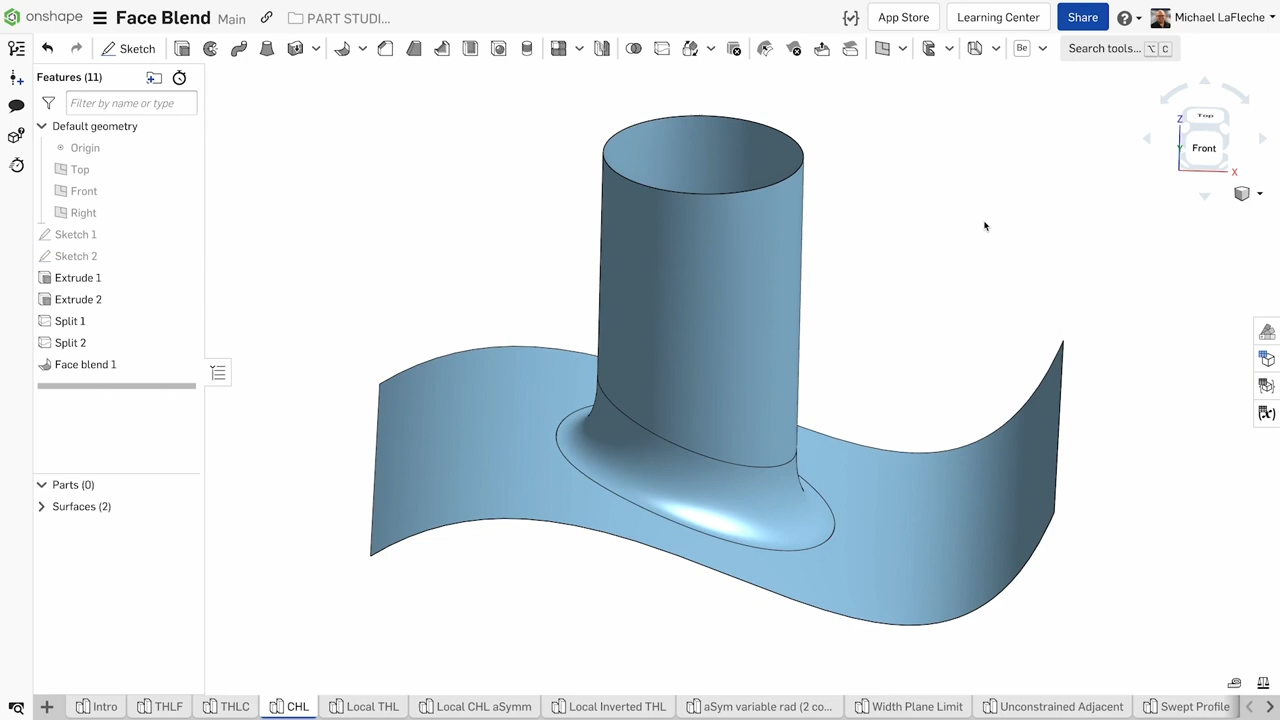 onshape Face Blend Main PART STUDI... App Store Learning Center Share Michael LaFleche
Sketch Be Search tools... ⌥ C
Features (11)
Filter by name or type
Default geometry
Origin
Top
Front
Right
Sketch 1
Sketch 2
Extrude 1
Extrude 2
Split 1
Split 2
Face blend 1
Parts (0)
Surfaces (2)
Top
Z
Front
Y
X
Intro THLF THLC CHL Local THL Local CHL aSymm Local Inverted THL aSym variable rad (2 co... Width Plane Limit Unconstrained Adjacent Swept Profile